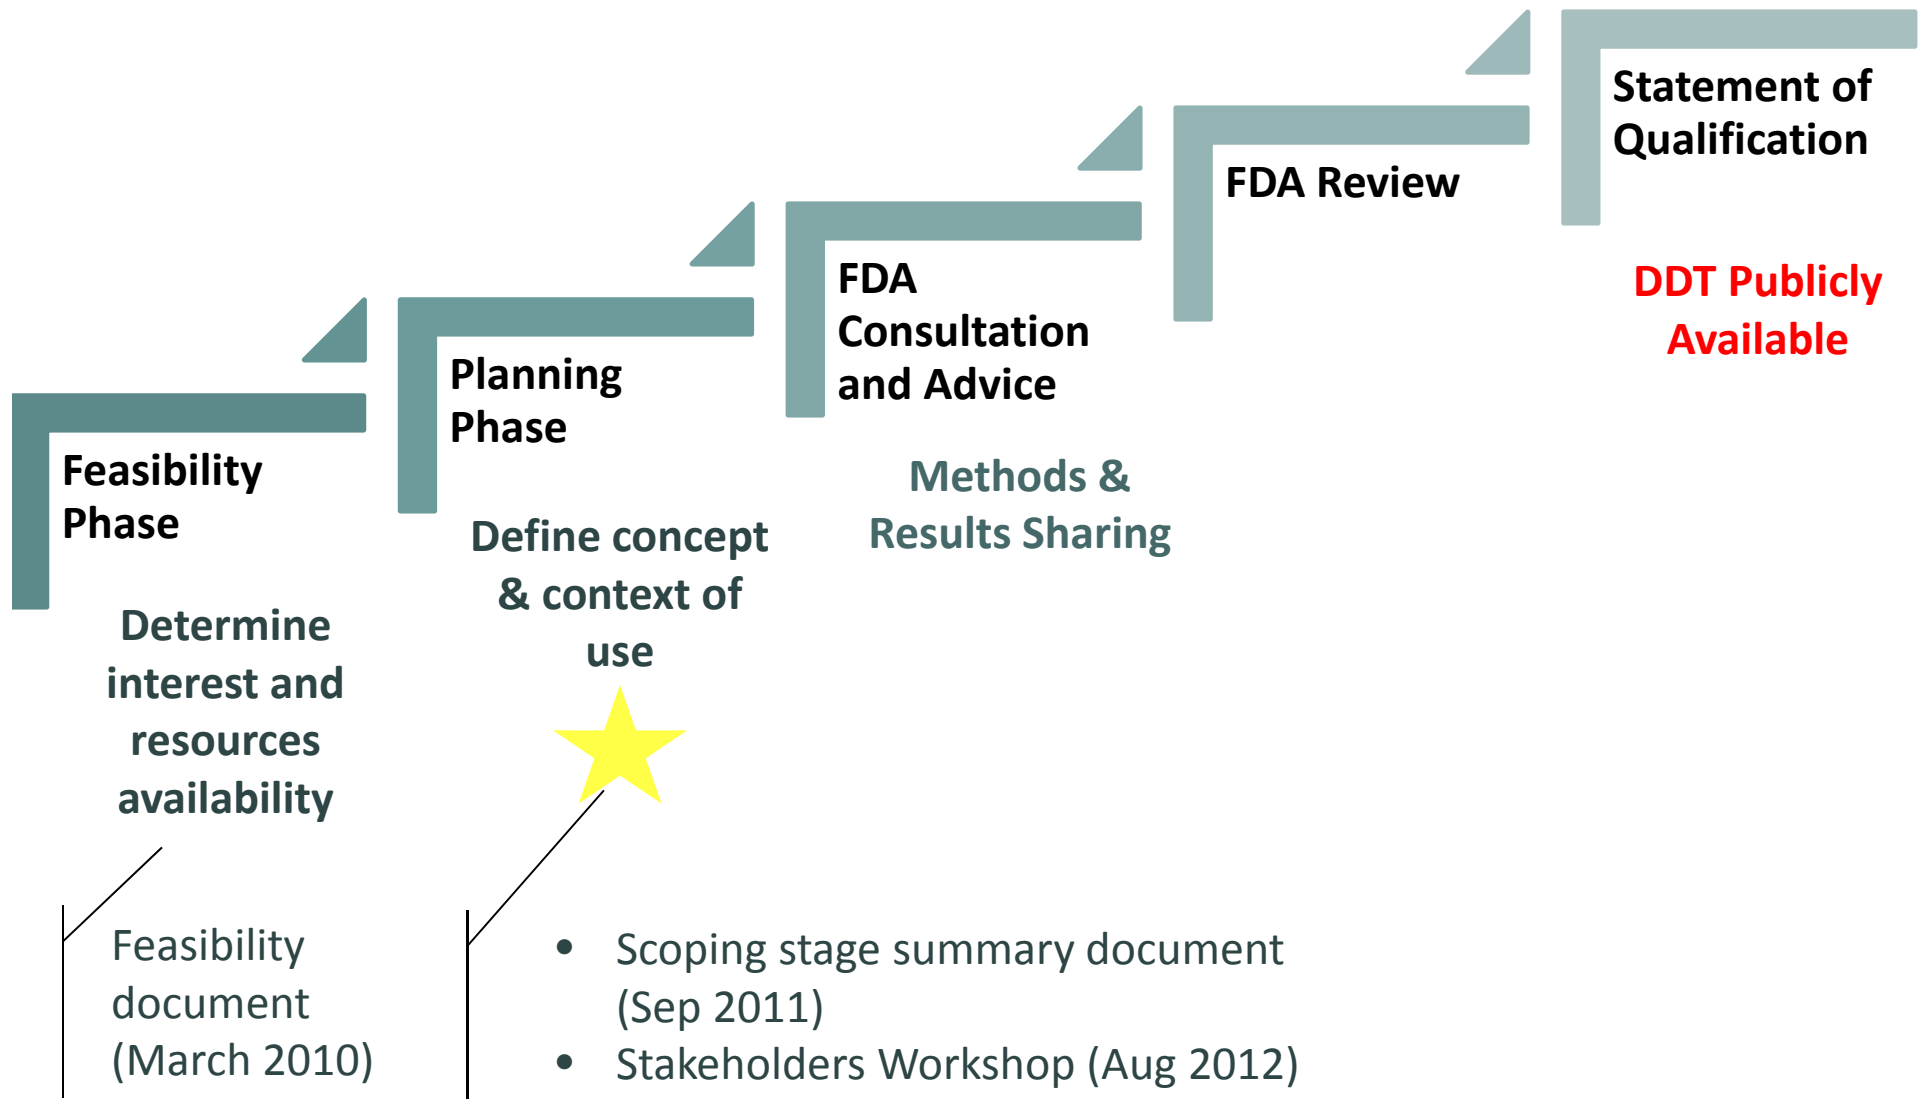 Feasibility
Phase
Determine
interest and
resources
availability
Feasibility
document
(March 2010)
Planning
Phase
Define concept
& context of
use
• Scoping stage summary document
(Sep 2011)
• Stakeholders Workshop (Aug 2012)
FDA
Consultation
and Advice
Methods &
Results Sharing
FDA Review
Statement of
Qualification
DDT Publicly
Available